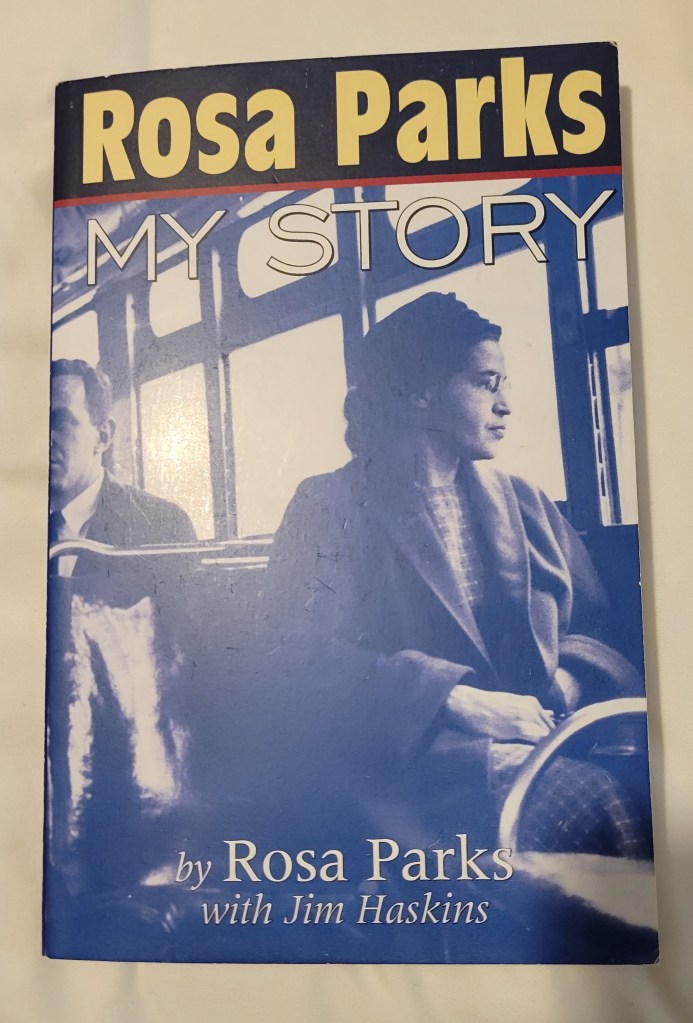 Rosa Parks
MY STORY
by Rosa Parks
with Jim Haskins